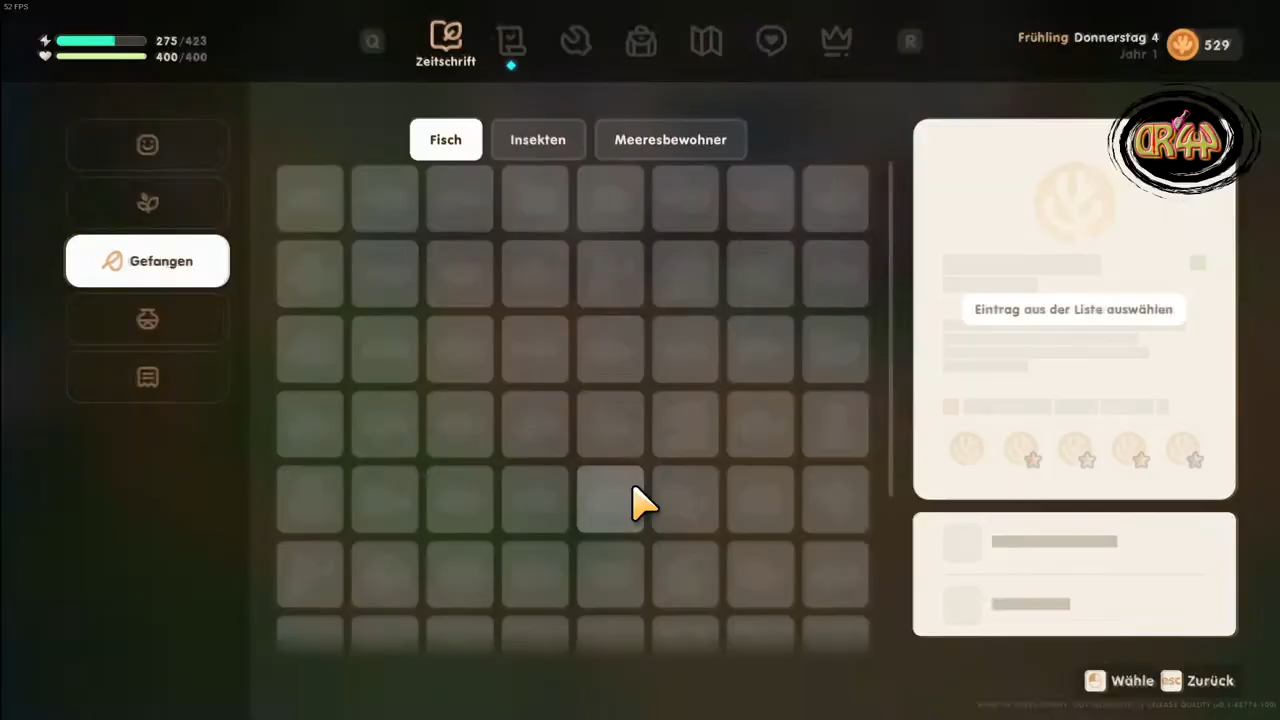 52 FPS
275/423
400/400
Q
Zeitschrift
R
Frühling Donnerstag 4
Jahr 1
529
Fisch
Insekten
Meeresbewohner
Gefangen
Eintrag aus der Liste auswählen
Wähle
esc
Zurück